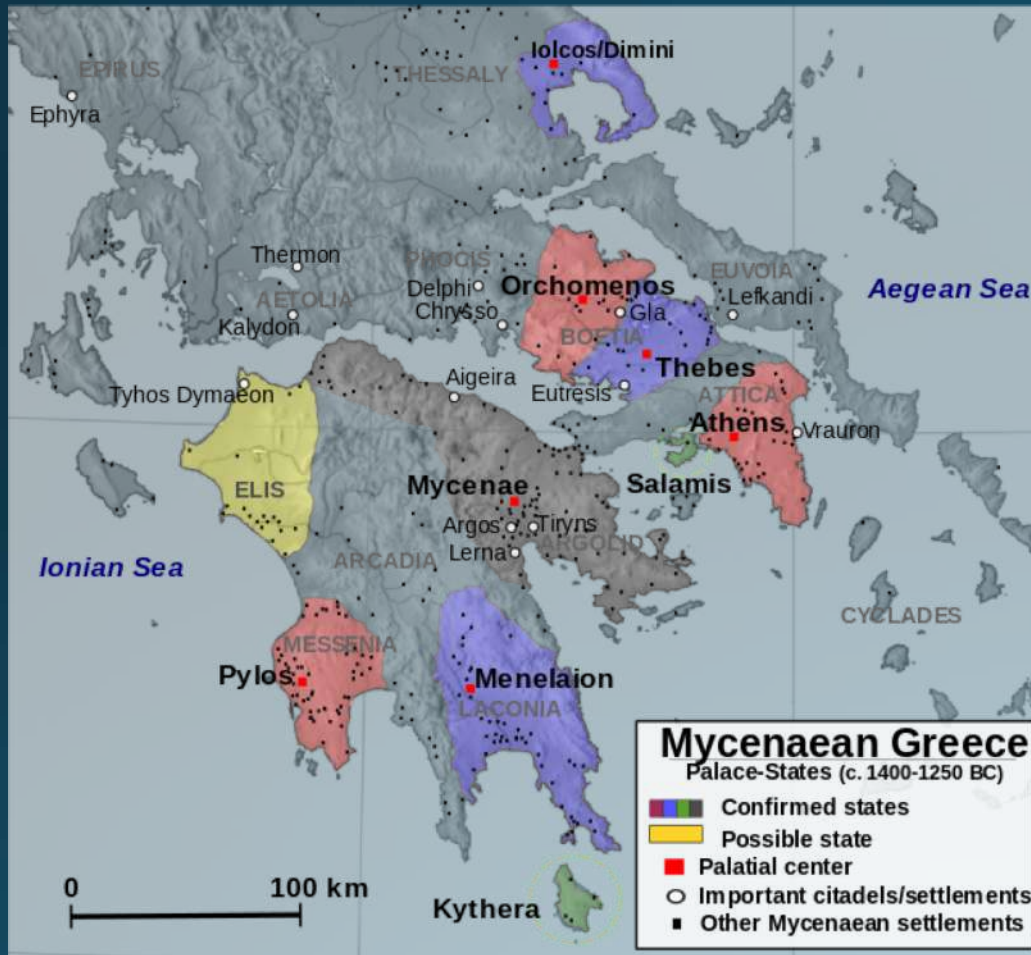 Iolcos/Dimini
EPIRUS
THESSALY
Ephyra
Thermon
PHOCIS
EUVOIA
Delphi
Orchomenos
Aegean Sea
AETOLIA
Lefkandi
Chrysso
Gla
Kalydon
BOETIA
Thebes
Aigeira
Tyhos Dymaeon
Eutresis
ATTICA
Athens
Vrauron
Mycenae
Salamis
ELIS
Argos
Tiryns
ARGOLID
Lerna
ARCADIA
Ionian Sea
CYCLADES
MESSENIA
Pylos
Menelaion
LACONIA
Mycenaean Greece
Palace-States (c. 1400-1250 BC)
Confirmed states
Possible state
Palatial center
Important citadels/settlements
Other Mycenaean settlements
0 100 km
Kythera